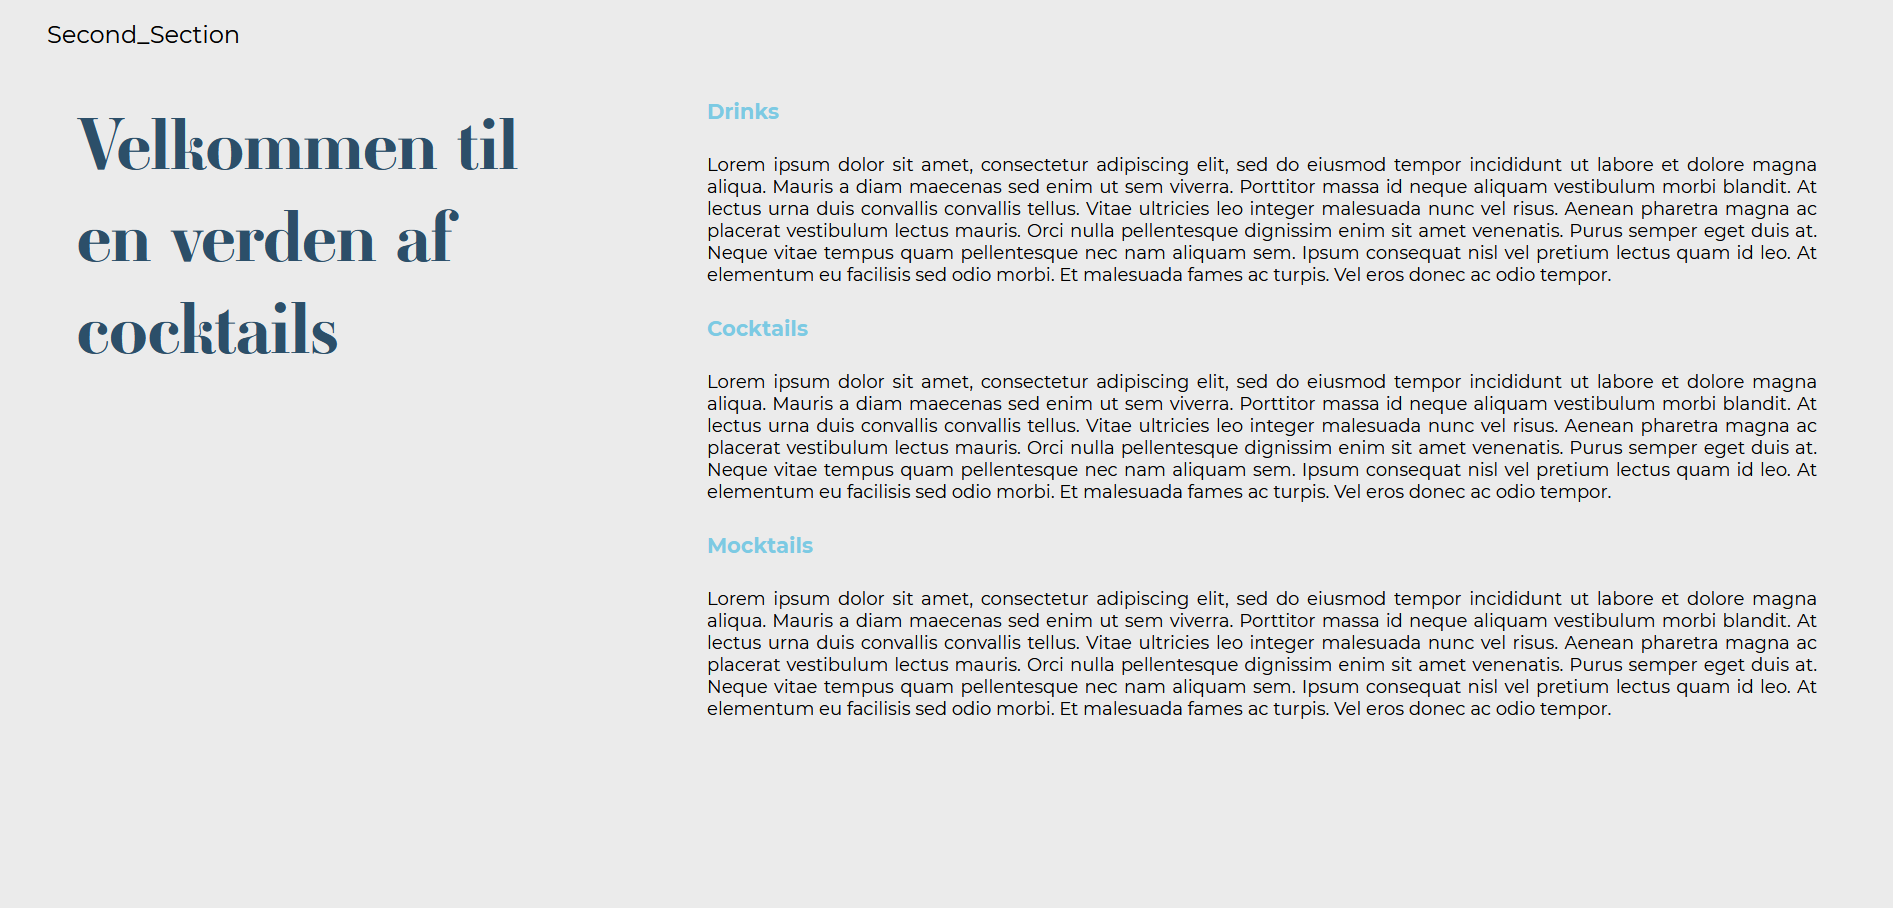 Second_Section
Velkommen til
en verden af
cocktails
Drinks
Lorem ipsum dolor sit amet, consectetur adipiscing elit, sed do eiusmod tempor incididunt ut labore et dolore magna
aliqua. Mauris a diam maecenas sed enim ut sem viverra. Porttitor massa id neque aliquam vestibulum morbi blandit. At
lectus urna duis convallis convallis tellus. Vitae ultricies leo integer malesuada nunc vel risus. Aenean pharetra magna ac
placerat vestibulum lectus mauris. Orci nulla pellentesque dignissim enim sit amet venenatis. Purus semper eget duis at.
Neque vitae tempus quam pellentesque nec nam aliquam sem. Ipsum consequat nisl vel pretium lectus quam id leo. At
elementum eu facilisis sed odio morbi. Et malesuada fames ac turpis. Vel eros donec ac odio tempor.
Cocktails
Lorem ipsum dolor sit amet, consectetur adipiscing elit, sed do eiusmod tempor incididunt ut labore et dolore magna
aliqua. Mauris a diam maecenas sed enim ut sem viverra. Porttitor massa id neque aliquam vestibulum morbi blandit. At
lectus urna duis convallis convallis tellus. Vitae ultricies leo integer malesuada nunc vel risus. Aenean pharetra magna ac
placerat vestibulum lectus mauris. Orci nulla pellentesque dignissim enim sit amet venenatis. Purus semper eget duis at.
Neque vitae tempus quam pellentesque nec nam aliquam sem. Ipsum consequat nisl vel pretium lectus quam id leo. At
elementum eu facilisis sed odio morbi. Et malesuada fames ac turpis. Vel eros donec ac odio tempor.
Mocktails
Lorem ipsum dolor sit amet, consectetur adipiscing elit, sed do eiusmod tempor incididunt ut labore et dolore magna
aliqua. Mauris a diam maecenas sed enim ut sem viverra. Porttitor massa id neque aliquam vestibulum morbi blandit. At
lectus urna duis convallis convallis tellus. Vitae ultricies leo integer malesuada nunc vel risus. Aenean pharetra magna ac
placerat vestibulum lectus mauris. Orci nulla pellentesque dignissim enim sit amet venenatis. Purus semper eget duis at.
Neque vitae tempus quam pellentesque nec nam aliquam sem. Ipsum consequat nisl vel pretium lectus quam id leo. At
elementum eu facilisis sed odio morbi. Et malesuada fames ac turpis. Vel eros donec ac odio tempor.